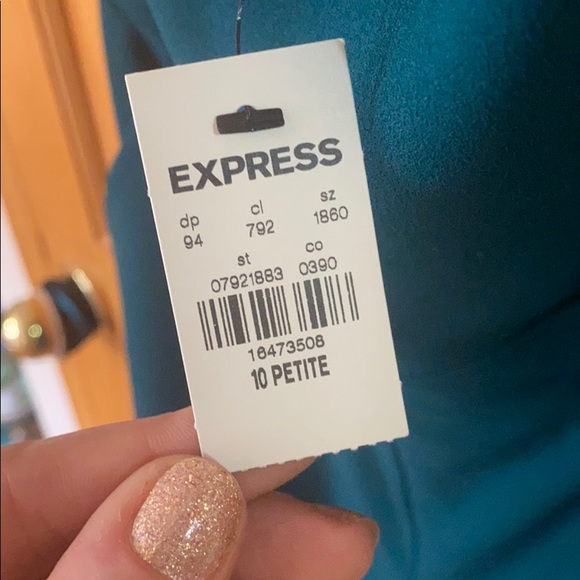 EXPRESS
dp cl sz
94 792 1860
st co
07921883 0390
16473508
10 PETITE